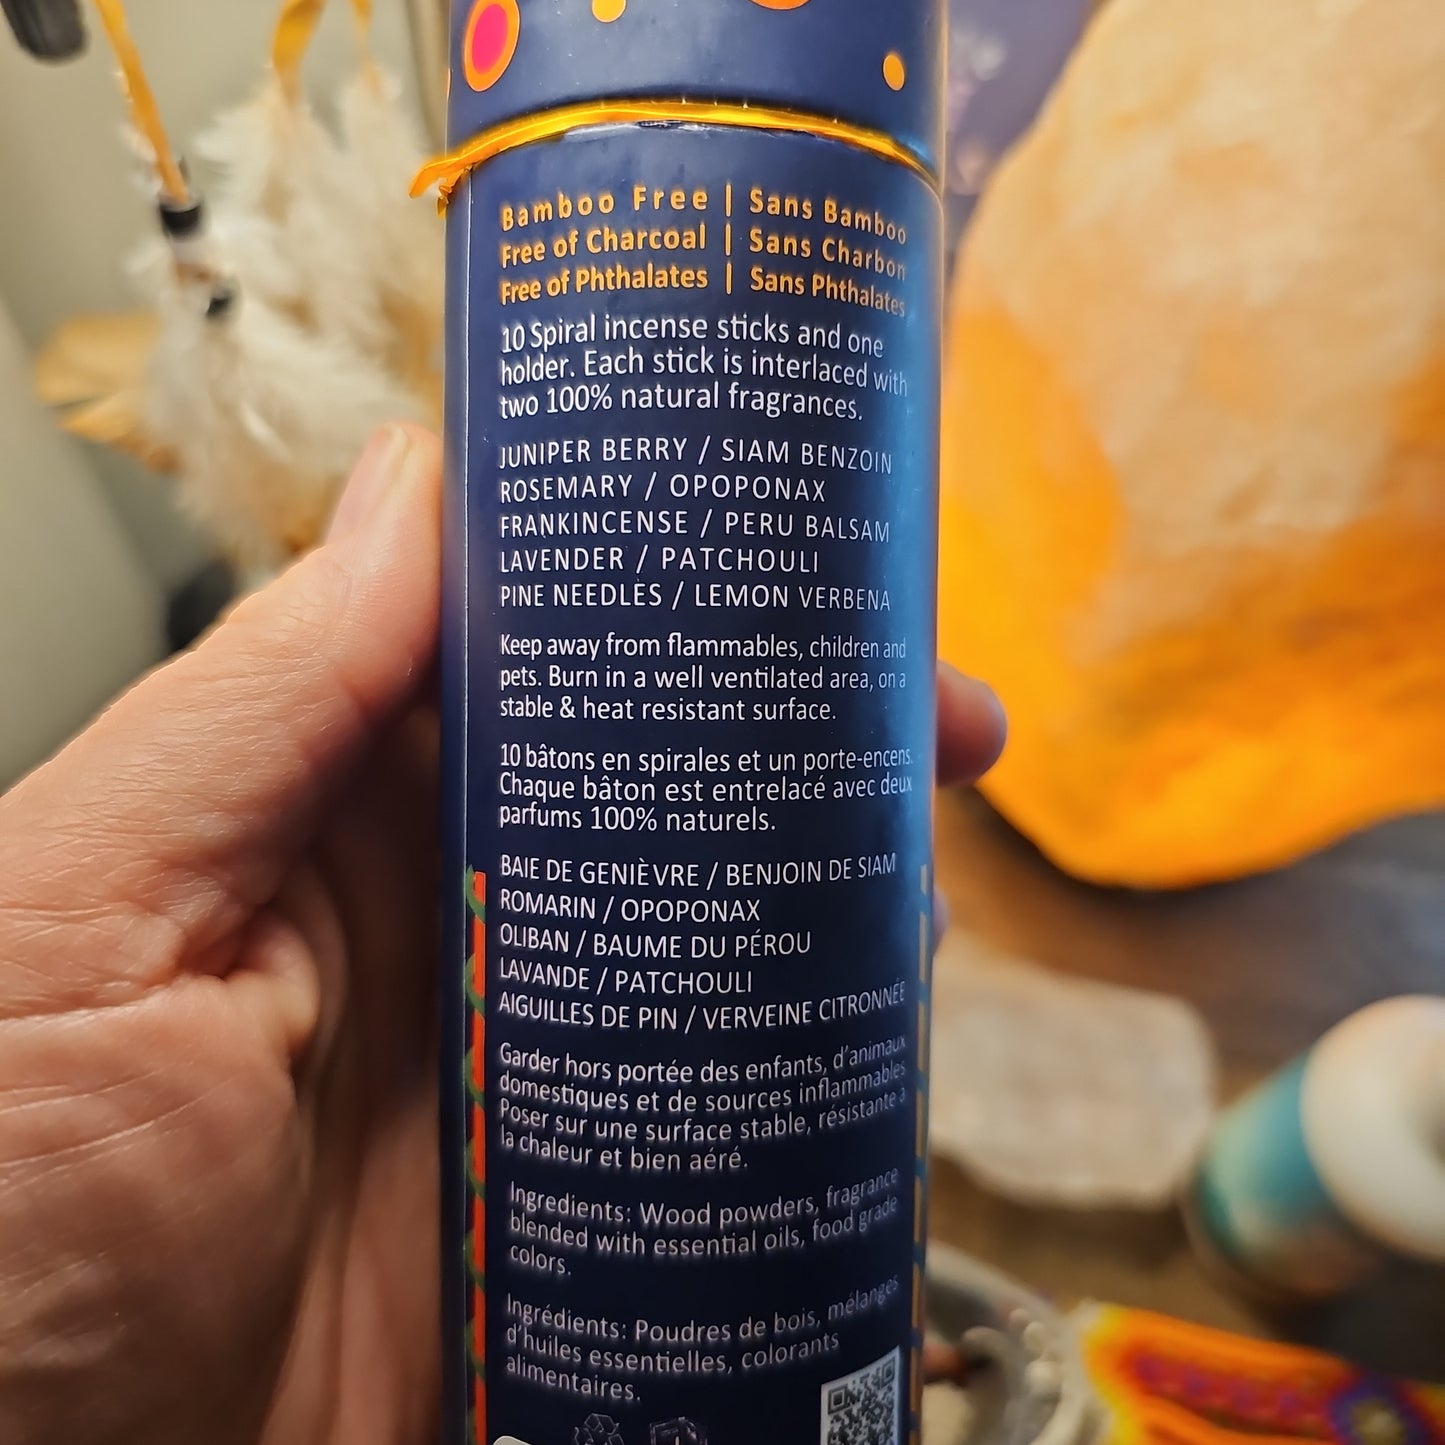 Bamboo Free | Sans Bamboo
Free of Charcoal | Sans Charbon
Free of Phthalates | Sans Phthalates
10 Spiral incense sticks and one
holder. Each stick is interlaced with
two 100% natural fragrances.
JUNIPER BERRY / SIAM BENZOIN
ROSEMARY / OPOPONAX
FRANKINCENSE / PERU BALSAM
LAVENDER / PATCHOULI
PINE NEEDLES / LEMON VERBENA
Keep away from flammables, children and
pets. Burn in a well ventilated area, on a
stable & heat resistant surface.
10 bâtons en spirales et un porte-encens.
Chaque bâton est entrelacé avec deux
parfums 100% naturels.
BAIE DE GENIÈVRE / BENJOIN DE SIAM
ROMARIN / OPOPONAX
OLIBAN / BAUME DU PÉROU
LAVANDE / PATCHOULI
AIGUILLES DE PIN / VERVEINE CITRONNÉE
Garder hors portée des enfants, d'animaux
domestiques et de sources inflammables
Poser sur une surface stable, résistante à
la chaleur et bien aéré.
Ingredients: Wood powders, fragrance
blended with essential oils, food grade
colors.
Ingrédients: Poudres de bois, mélanges
d'huiles essentielles, colorants
alimentaires.